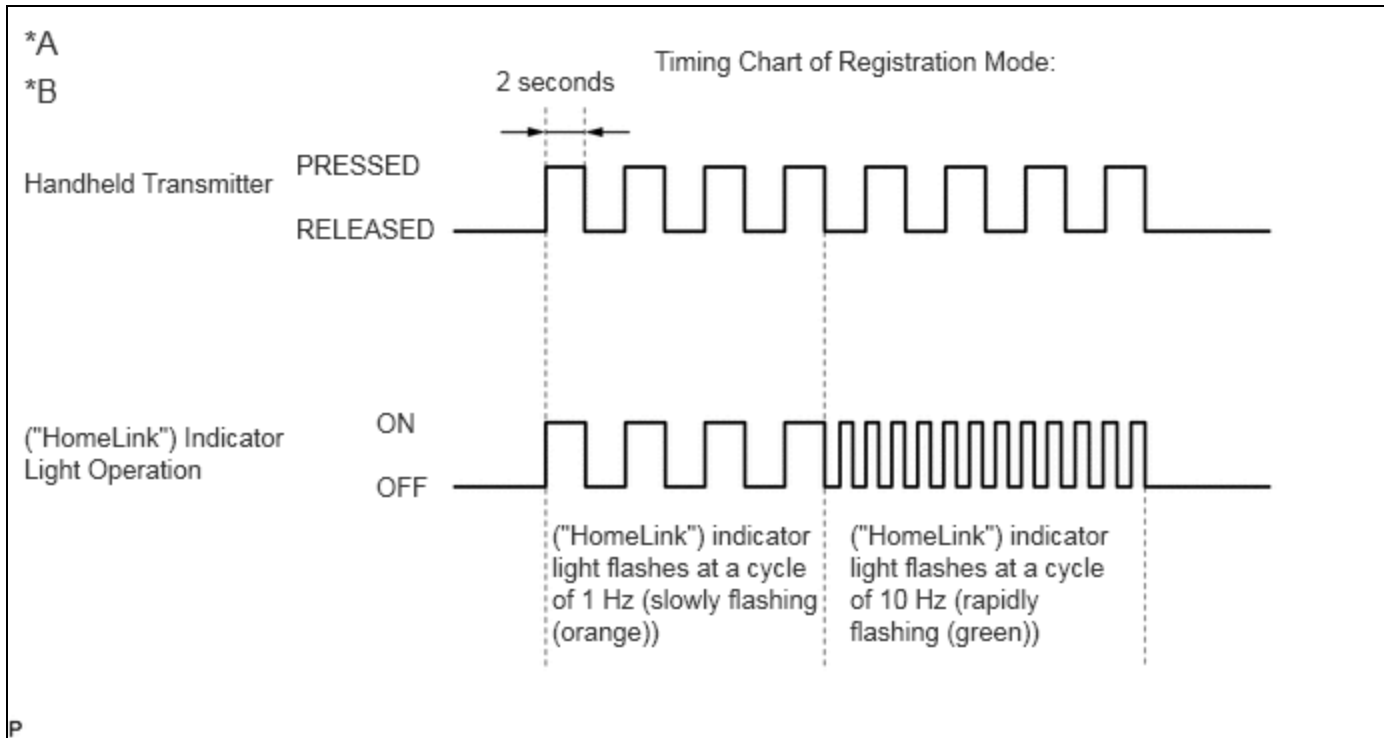 *A
*B
Timing Chart of Registration Mode:
2 seconds
Handheld Transmitter
PRESSED
RELEASED
("HomeLink") Indicator
Light Operation
ON
OFF
("HomeLink") indicator
light flashes at a cycle
of 1 Hz (slowly flashing
(orange))
("HomeLink") indicator
light flashes at a cycle
of 10 Hz (rapidly
flashing (green))
P